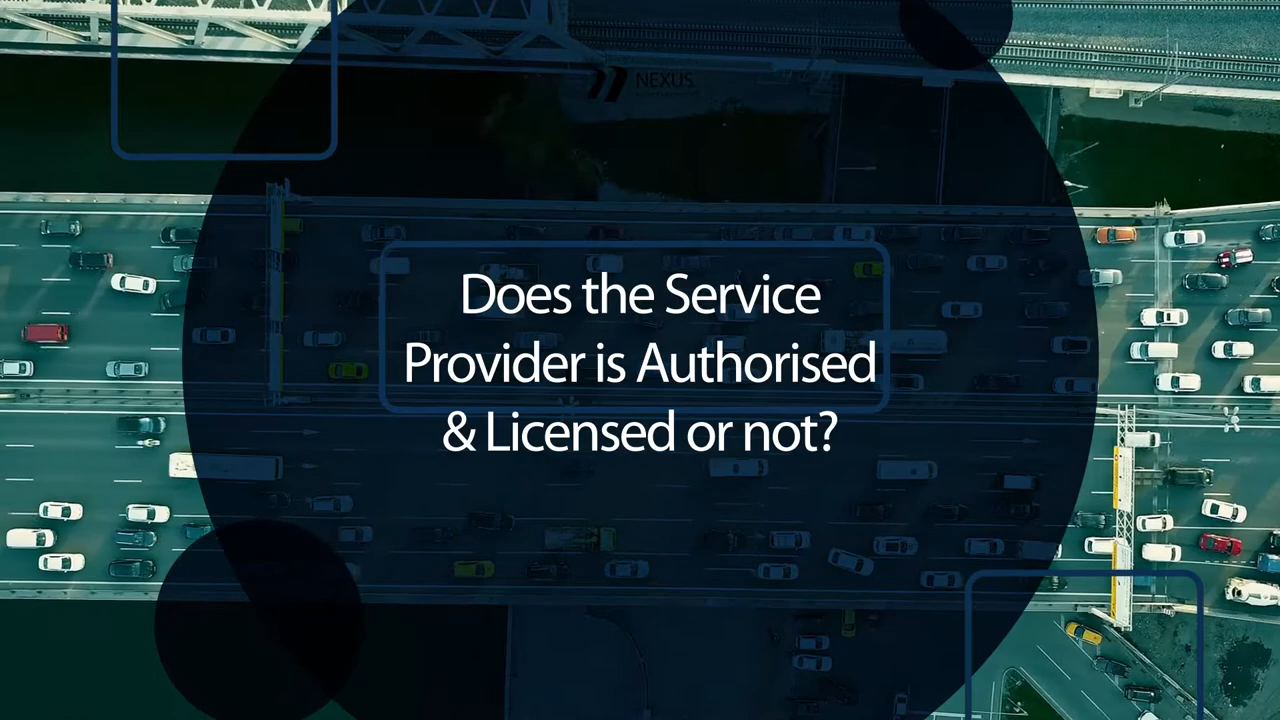 NEXUS
Does the Service
Provider is Authorised
& Licensed or not?